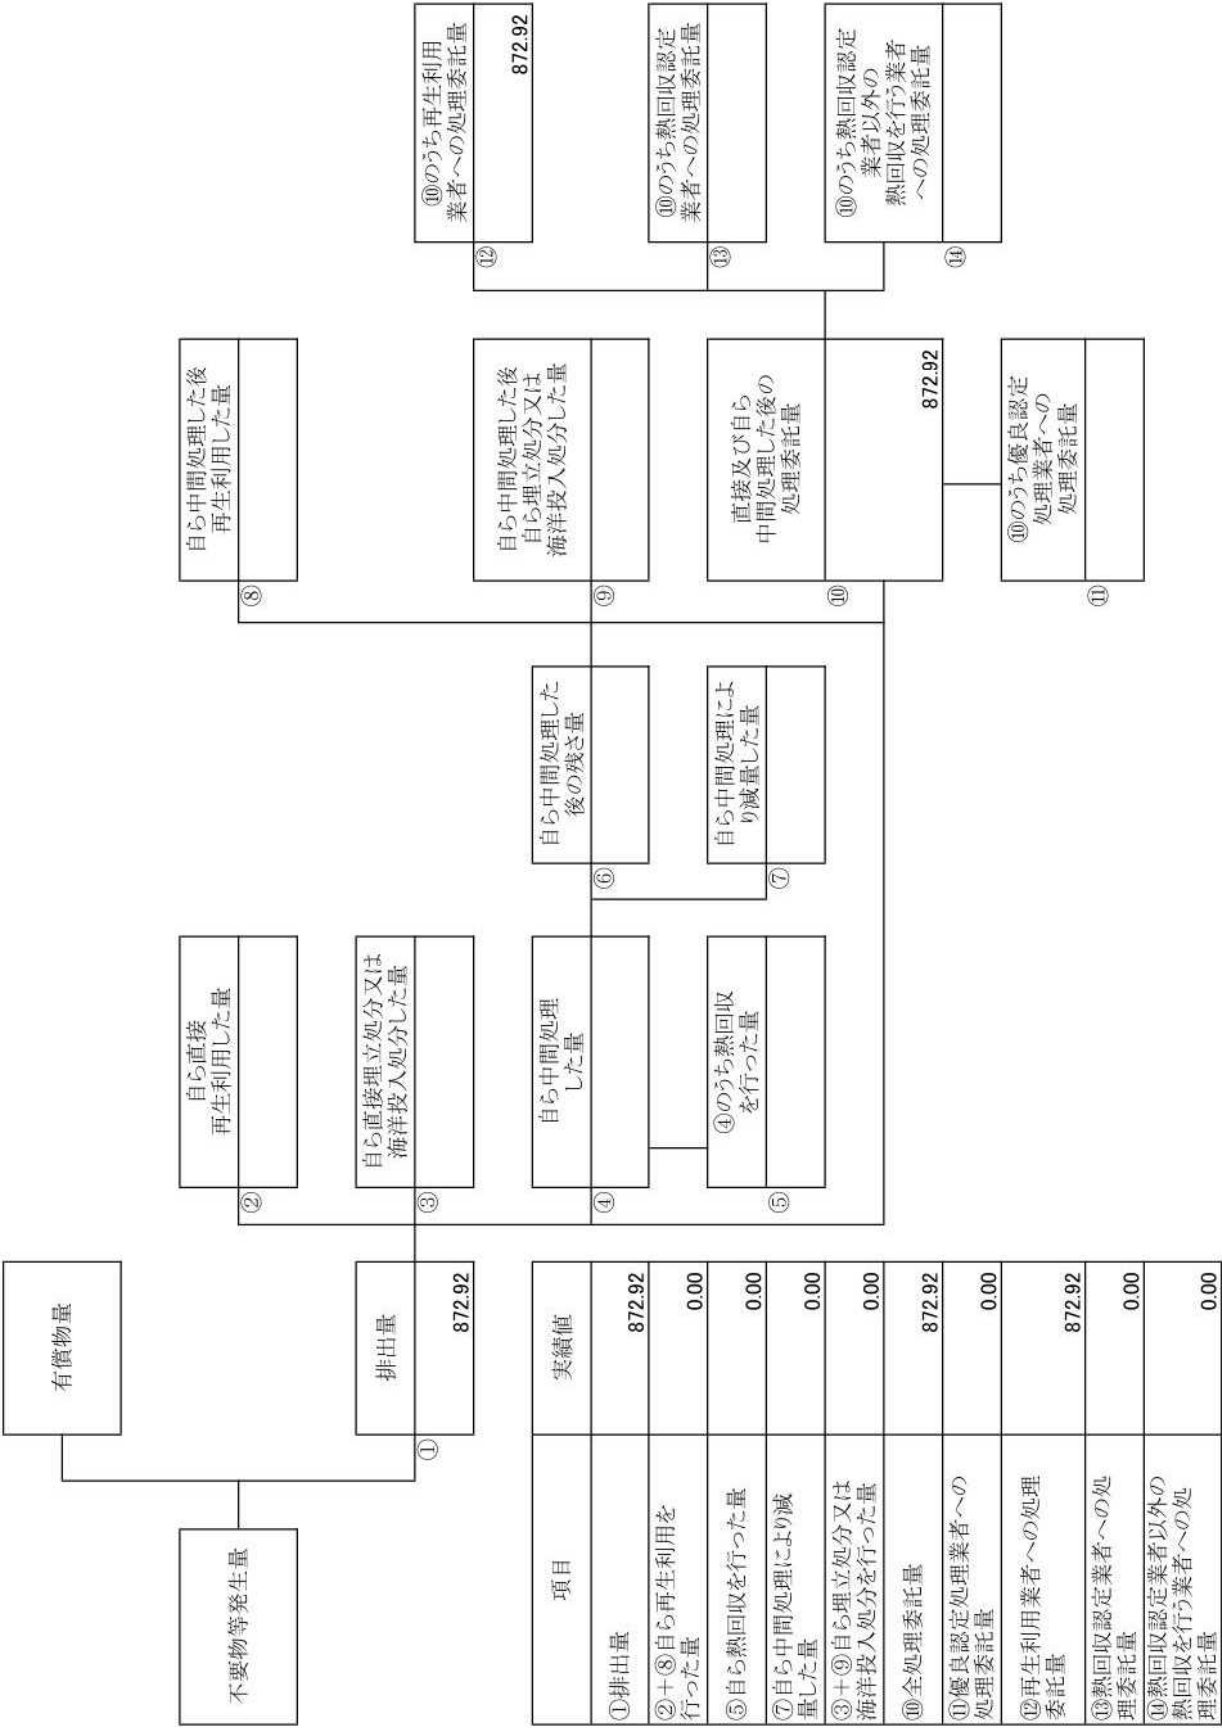 有償物量
不要物等発生量
排出量
①
872.92
自ら直接
再生利用した量
②
自ら直接埋立処分又は
海洋投入処分した量
③
自ら中間処理
した量
④
④のうち熱回収
を行った量
⑤
自ら中間処理した
後の残さ量
⑥
自ら中間処理によ
り減量した量
⑦
自ら中間処理した後
再生利用した量
⑧
自ら中間処理した後
自ら埋立処分又は
海洋投入処分した量
⑨
直接及び自ら
中間処理した後の
処理委託量
⑩
872.92
⑩のうち優良認定
処理業者への
処理委託量
⑪
⑩のうち再生利用
業者への処理委託量
⑫
872.92
⑩のうち熱回収認定
業者への処理委託量
⑬
⑩のうち熱回収認定
業者以外の
熱回収を行う業者
への処理委託量
⑭
項目 実績値
①排出量 872.92
②+⑧自ら再生利用を
行った量 0.00
⑤自ら熱回収を行った量 0.00
⑦自ら中間処理により減
量した量 0.00
③+⑨自ら埋立処分又は
海洋投入処分を行った量 0.00
⑩全処理委託量 872.92
⑪優良認定処理業者への
処理委託量 0.00
⑫再生利用業者への処理
委託量 872.92
⑬熱回収認定業者への処
理委託量 0.00
⑭熱回収認定業者以外の
熱回収を行う業者への処
理委託量 0.00